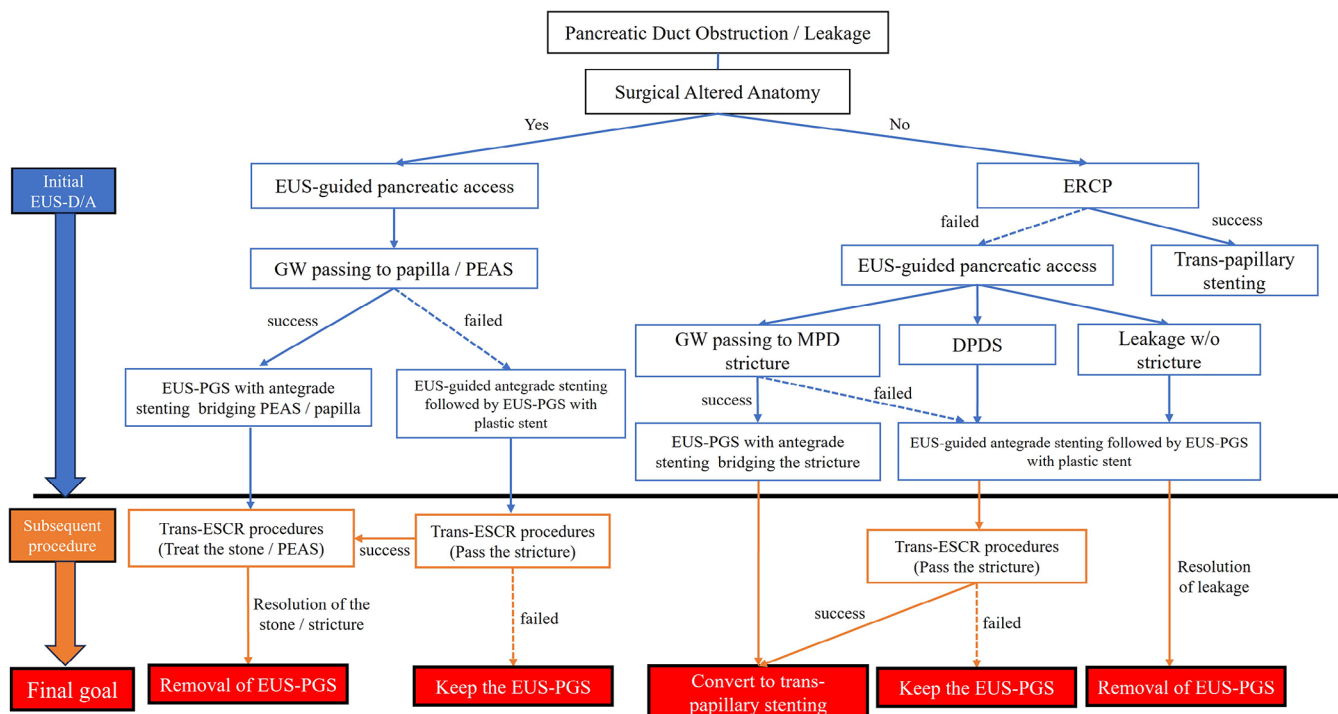 Pancreatic Duct Obstruction / Leakage
Surgical Altered Anatomy
Yes
No
Initial
EUS-D/A
EUS-guided pancreatic access
ERCP
failed
success
GW passing to papilla / PEAS
EUS-guided pancreatic access
Trans-papillary
stenting
success
failed
GW passing to MPD
stricture
DPDS
Leakage w/o
stricture
EUS-PGS with antegrade
stenting bridging PEAS / papilla
EUS-guided antegrade stenting
followed by EUS-PGS with
plastic stent
success
failed
EUS-PGS with antegrade
stenting bridging the stricture
EUS-guided antegrade stenting followed by EUS-PGS
with plastic stent
Subsequent
procedure
Trans-ESCR procedures
(Treat the stone / PEAS)
success
Trans-ESCR procedures
(Pass the stricture)
Trans-ESCR procedures
(Pass the stricture)
Resolution
of leakage
Resolution of the
stone / stricture
failed
success
failed
Final goal
Removal of EUS-PGS
Keep the EUS-PGS
Convert to trans-
papillary stenting
Keep the EUS-PGS
Removal of EUS-PGS